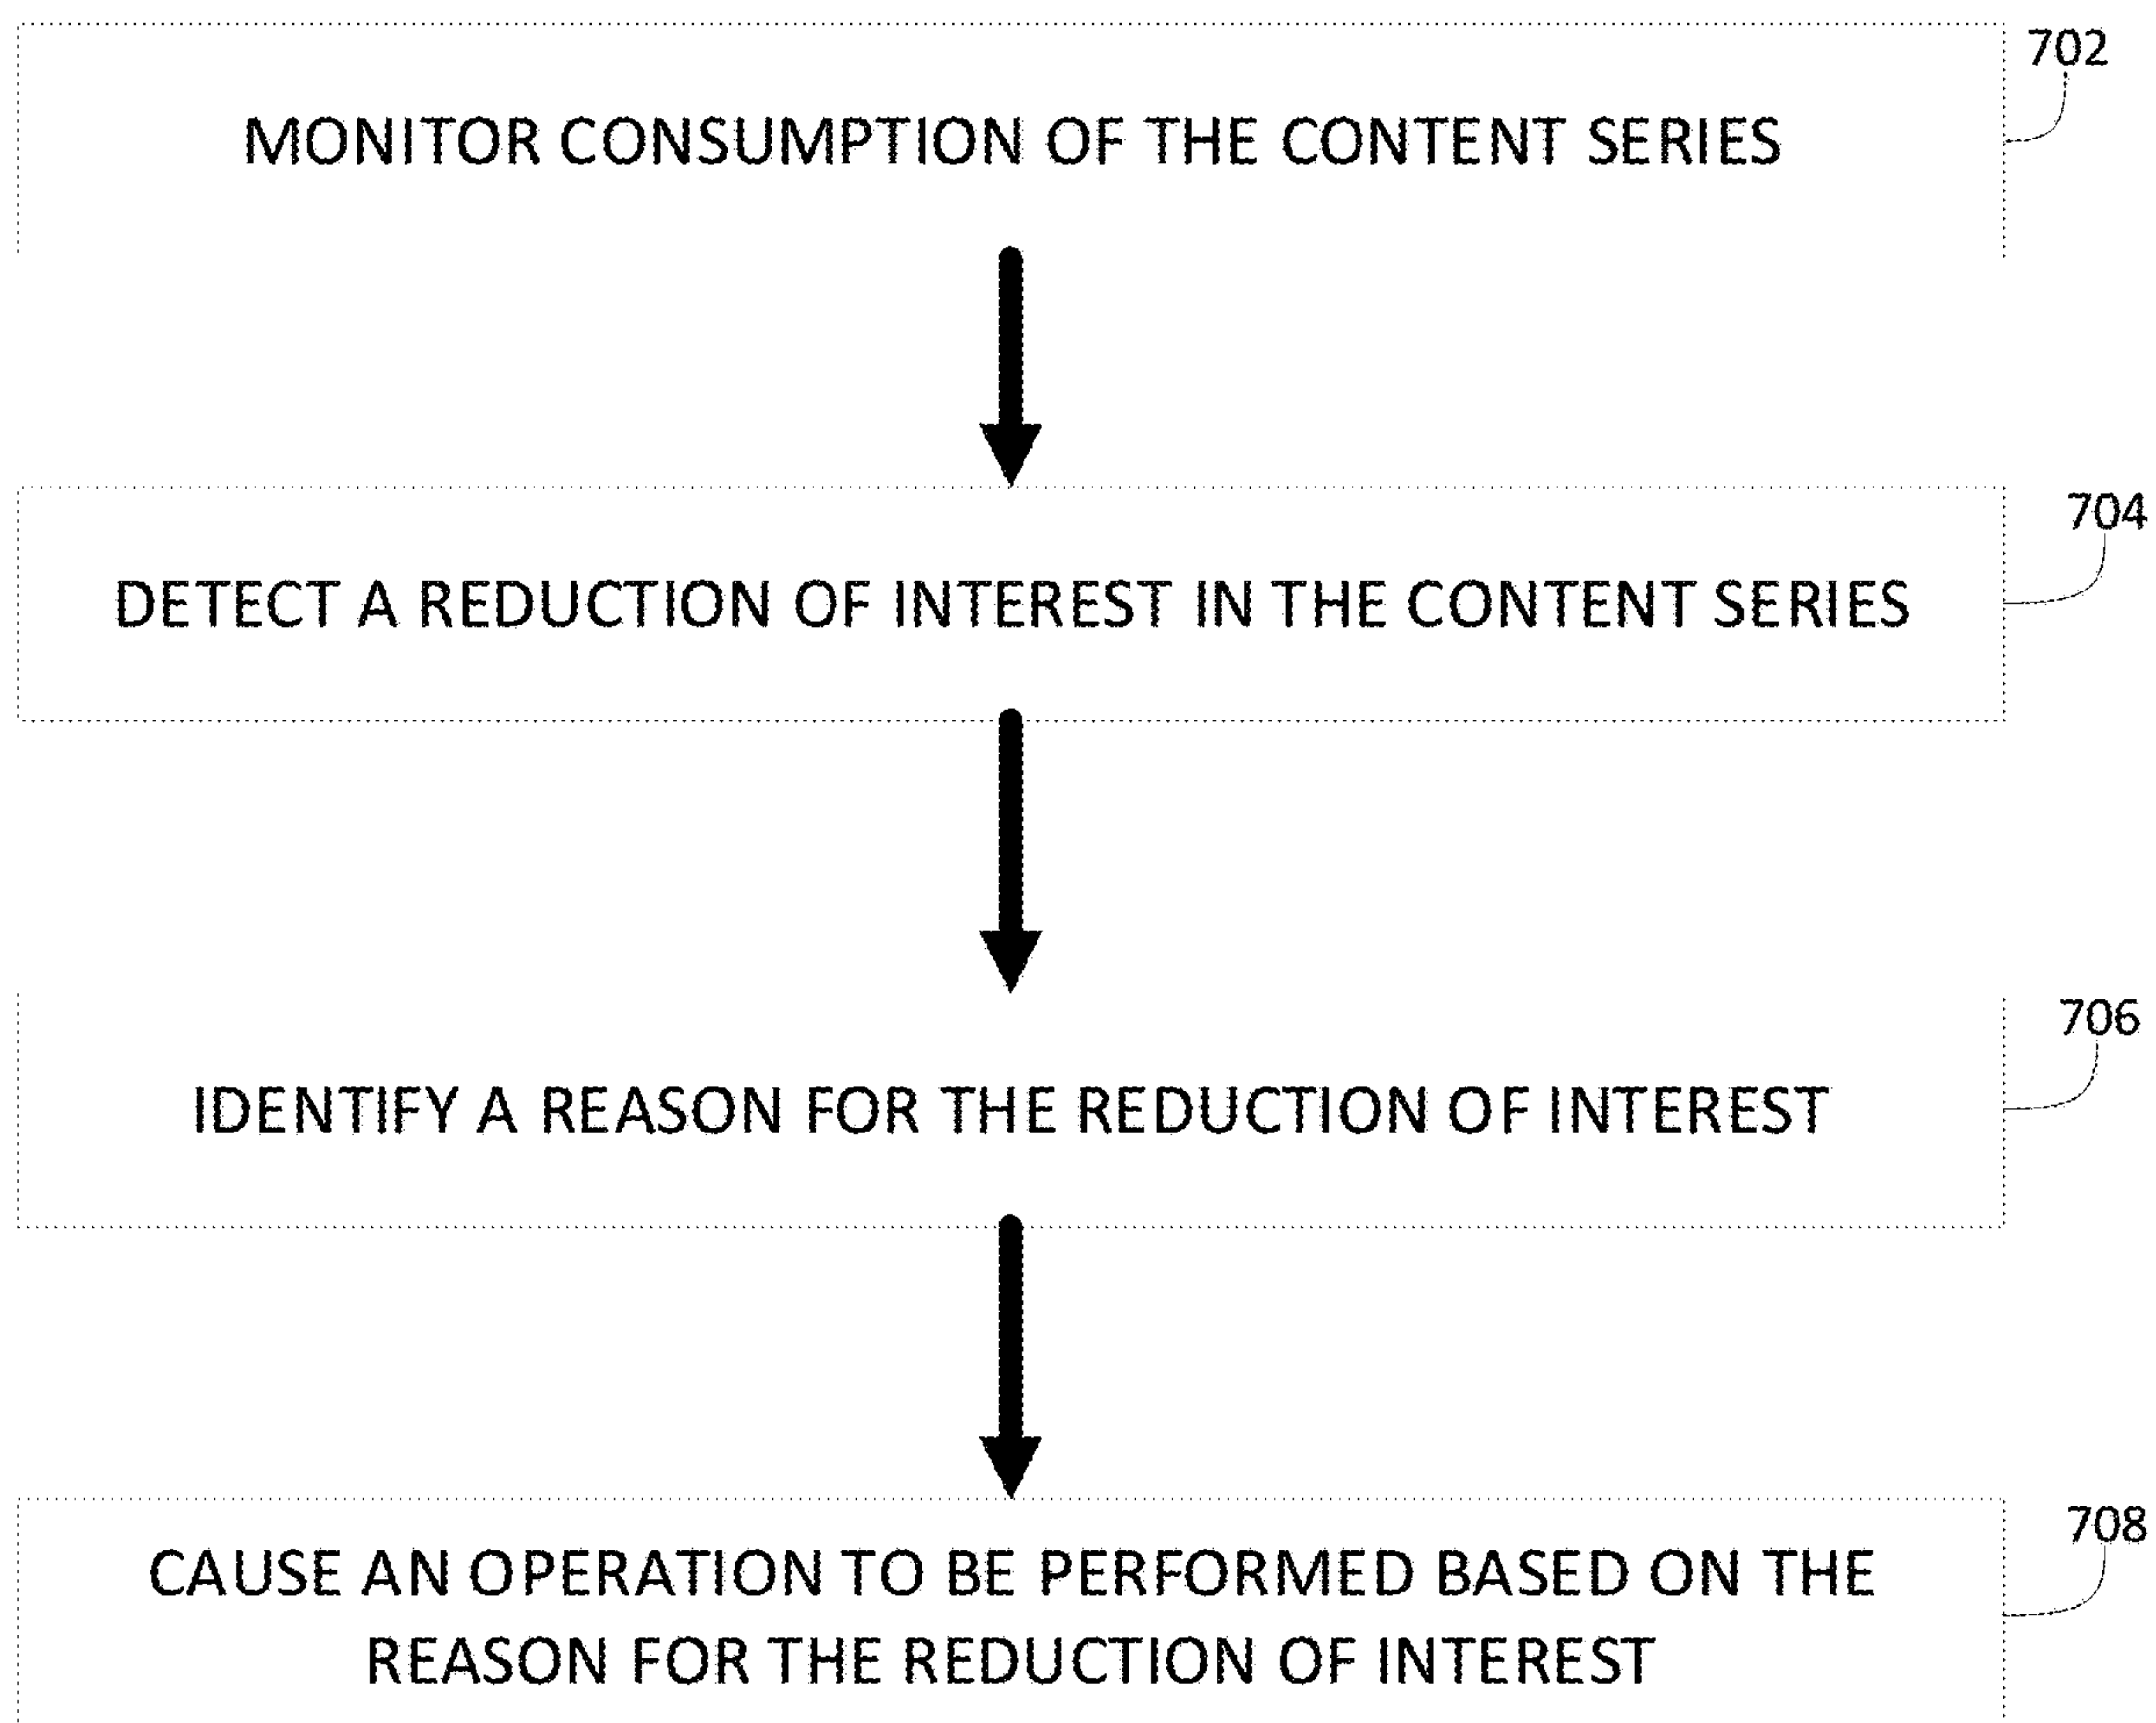 702
MONITOR CONSUMPTION OF THE CONTENT SERIES
704
DETECT A REDUCTION OF INTEREST IN THE CONTENT SERIES
706
IDENTIFY A REASON FOR THE REDUCTION OF INTEREST
708
CAUSE AN OPERATION TO BE PERFORMED BASED ON THE
REASON FOR THE REDUCTION OF INTEREST